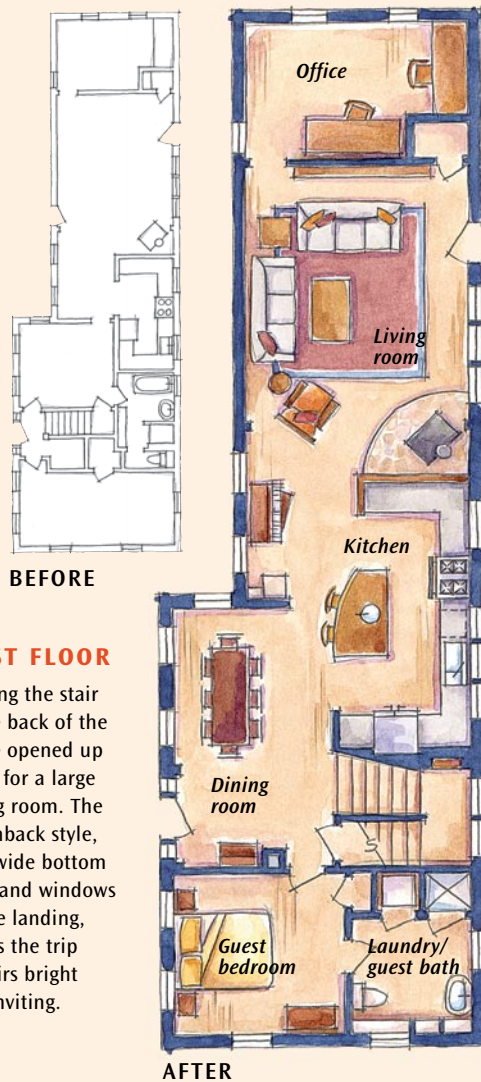 Office
Living
room
Kitchen
BEFORE
ST FLOOR
ing the stair
e back of the
e opened up
for a large
g room. The
nback style,
wide bottom
and windows
e landing,
s the trip
irs bright
nviting.
Dining
room
Guest
bedroom
Laundry/
guest bath
AFTER